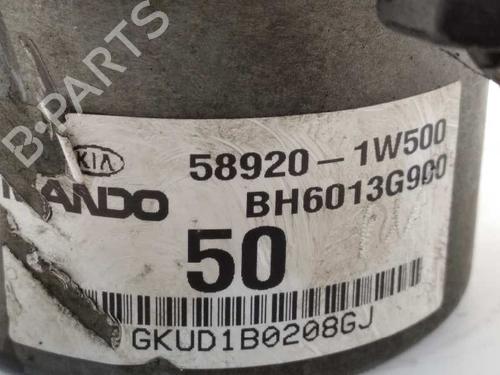 B-PARTS
KIA
58920-1W500
MANDO
BH6013G900
50
GKUD1B0208GJ